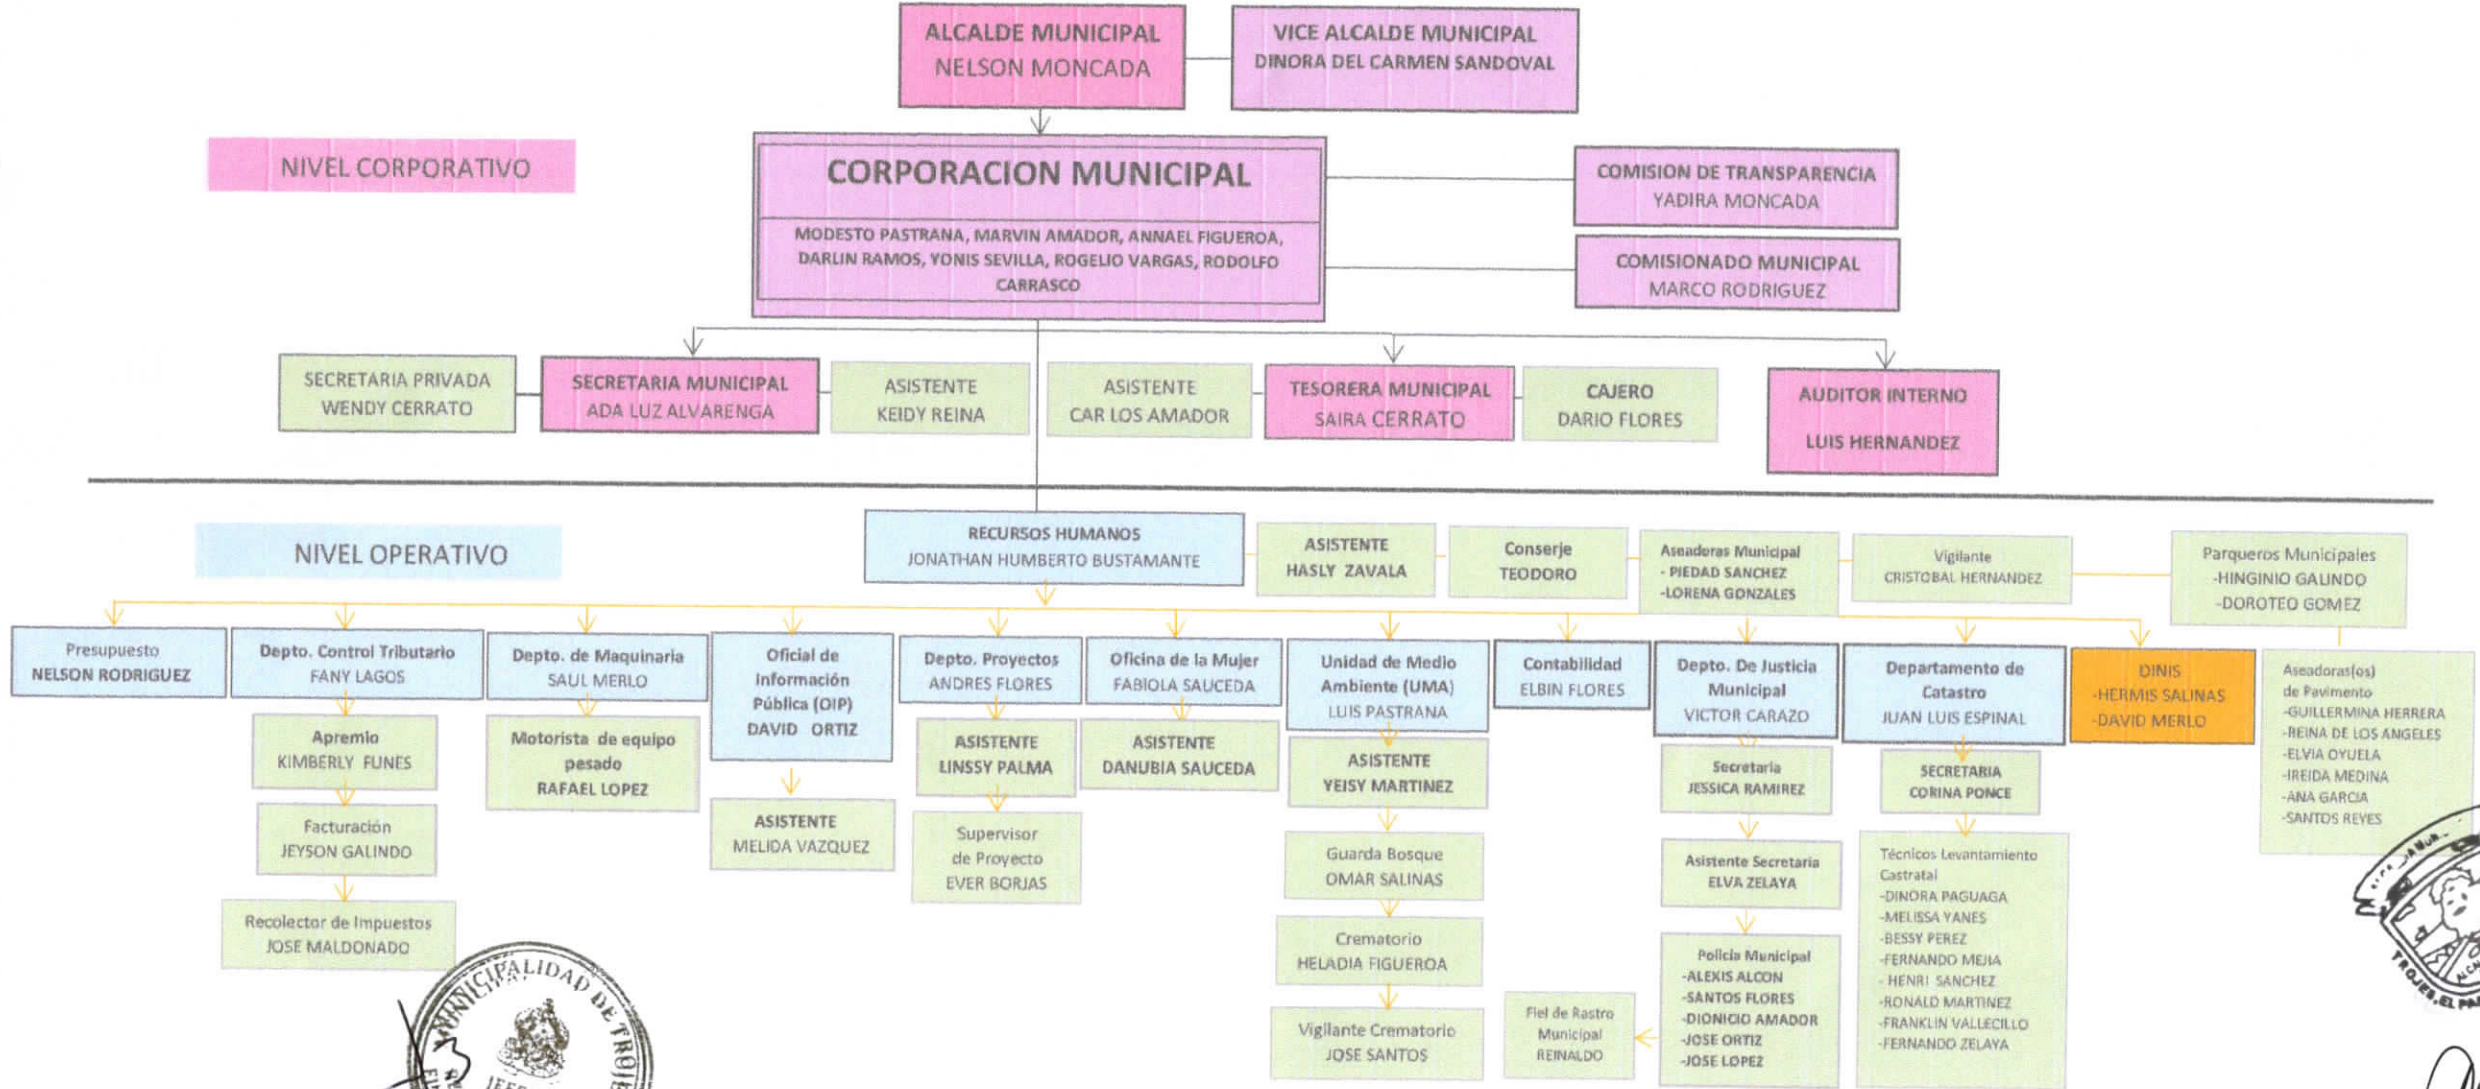 ALCALDE MUNICIPAL
NELSON MONCADA
VICE ALCALDE MUNICIPAL
DINORA DEL CARMEN SANDOVAL
NIVEL CORPORATIVO
CORPORACION MUNICIPAL
MODESTO PASTRANA, MARVIN AMADOR, ANNAEL FIGUEROA,
DARLIN RAMOS, YONIS SEVILLA, ROGELIO VARGAS, RODOLFO
CARRASCO
COMISION DE TRANSPARENCIA
YADIRA MONCADA
COMISIONADO MUNICIPAL
MARCO RODRIGUEZ
SECRETARIA PRIVADA
WENDY CERRATO
SECRETARIA MUNICIPAL
ADA LUZ ALVARENGA
ASISTENTE
KEIDY REINA
ASISTENTE
CAR LOS AMADOR
TESORERA MUNICIPAL
SAIRA CERRATO
CAJERO
DARIO FLORES
AUDITOR INTERNO
LUIS HERNANDEZ
NIVEL OPERATIVO
RECURSOS HUMANOS
JONATHAN HUMBERTO BUSTAMANTE
ASISTENTE
HASLY ZAVALA
Conserje
TEODORO
Aseadoras Municipal
- PIEDAD SANCHEZ
-LORENA GONZALES
Vigilante
CRISTOBAL HERNANDEZ
Parqueros Municipales
-HINGINIO GALINDO
-DOROTEO GOMEZ
Presupuesto
NELSON RODRIGUEZ
Depto. Control Tributario
FANY LAGOS
Apremio
KIMBERLY FUNES
Facturación
JEYSON GALINDO
Recolector de Impuestos
JOSE MALDONADO
Depto. de Maquinaria
SAUL MERLO
Motorista de equipo
pesado
RAFAEL LOPEZ
Oficial de
Información
Pública (OIP)
DAVID ORTIZ
ASISTENTE
MELIDA VAZQUEZ
Depto. Proyectos
ANDRES FLORES
ASISTENTE
LINSSY PALMA
Supervisor
de Proyecto
EVER BORJAS
Oficina de la Mujer
FABIOLA SAUCEDA
ASISTENTE
DANUBIA SAUCEDA
Unidad de Medio
Ambiente (UMA)
LUIS PASTRANA
ASISTENTE
YEISY MARTINEZ
Guarda Bosque
OMAR SALINAS
Crematorio
HELADIA FIGUEROA
Vigilante Crematorio
JOSE SANTOS
Contabilidad
ELBIN FLORES
Depto. De Justicia
Municipal
VICTOR CARAZO
Secretaria
JESSICA RAMIREZ
Asistente Secretaria
ELVA ZELAYA
Policia Municipal
-ALEXIS ALCON
-SANTOS FLORES
-DIONICIO AMADOR
-JOSE ORTIZ
-JOSE LOPEZ
Fiel de Rastro
Municipal
REINALDO
Departamento de
Catastro
JUAN LUIS ESPINAL
SECRETARIA
CORINA PONCE
Técnicos Levantamiento
Castratal
-DINORA PAGUAGA
-MELISSA YANES
-BESSY PEREZ
-FERNANDO MEJIA
- HENRI SANCHEZ
-RONALD MARTINEZ
-FRANKLIN VALLECILLO
-FERNANDO ZELAYA
DINIS
-HERMIS SALINAS
-DAVID MERLO
Aseadoras(os)
de Pavimento
-GUILLERMINA HERRERA
-REINA DE LOS ANGELES
-ELVIA OYUELA
-IREIDA MEDINA
-ANA GARCIA
-SANTOS REYES
MUNICIPALIDAD DE TROJE
TROJES, EL